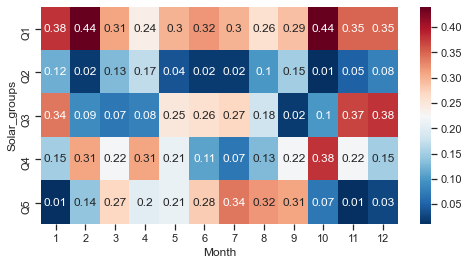 Solar_groups
Q1 0.38 0.44 0.31 0.24 0.3 0.32 0.3 0.26 0.29 0.44 0.35 0.35
Q2 0.12 0.02 0.13 0.17 0.04 0.02 0.02 0.1 0.15 0.01 0.05 0.08
Q3 0.34 0.09 0.07 0.08 0.25 0.26 0.27 0.18 0.02 0.1 0.37 0.38
Q4 0.15 0.31 0.22 0.31 0.21 0.11 0.07 0.13 0.22 0.38 0.22 0.15
Q5 0.01 0.14 0.27 0.2 0.21 0.28 0.34 0.32 0.31 0.07 0.01 0.03
1 2 3 4 5 6 7 8 9 10 11 12
Month
0.40
0.35
0.30
0.25
0.20
0.15
0.10
0.05